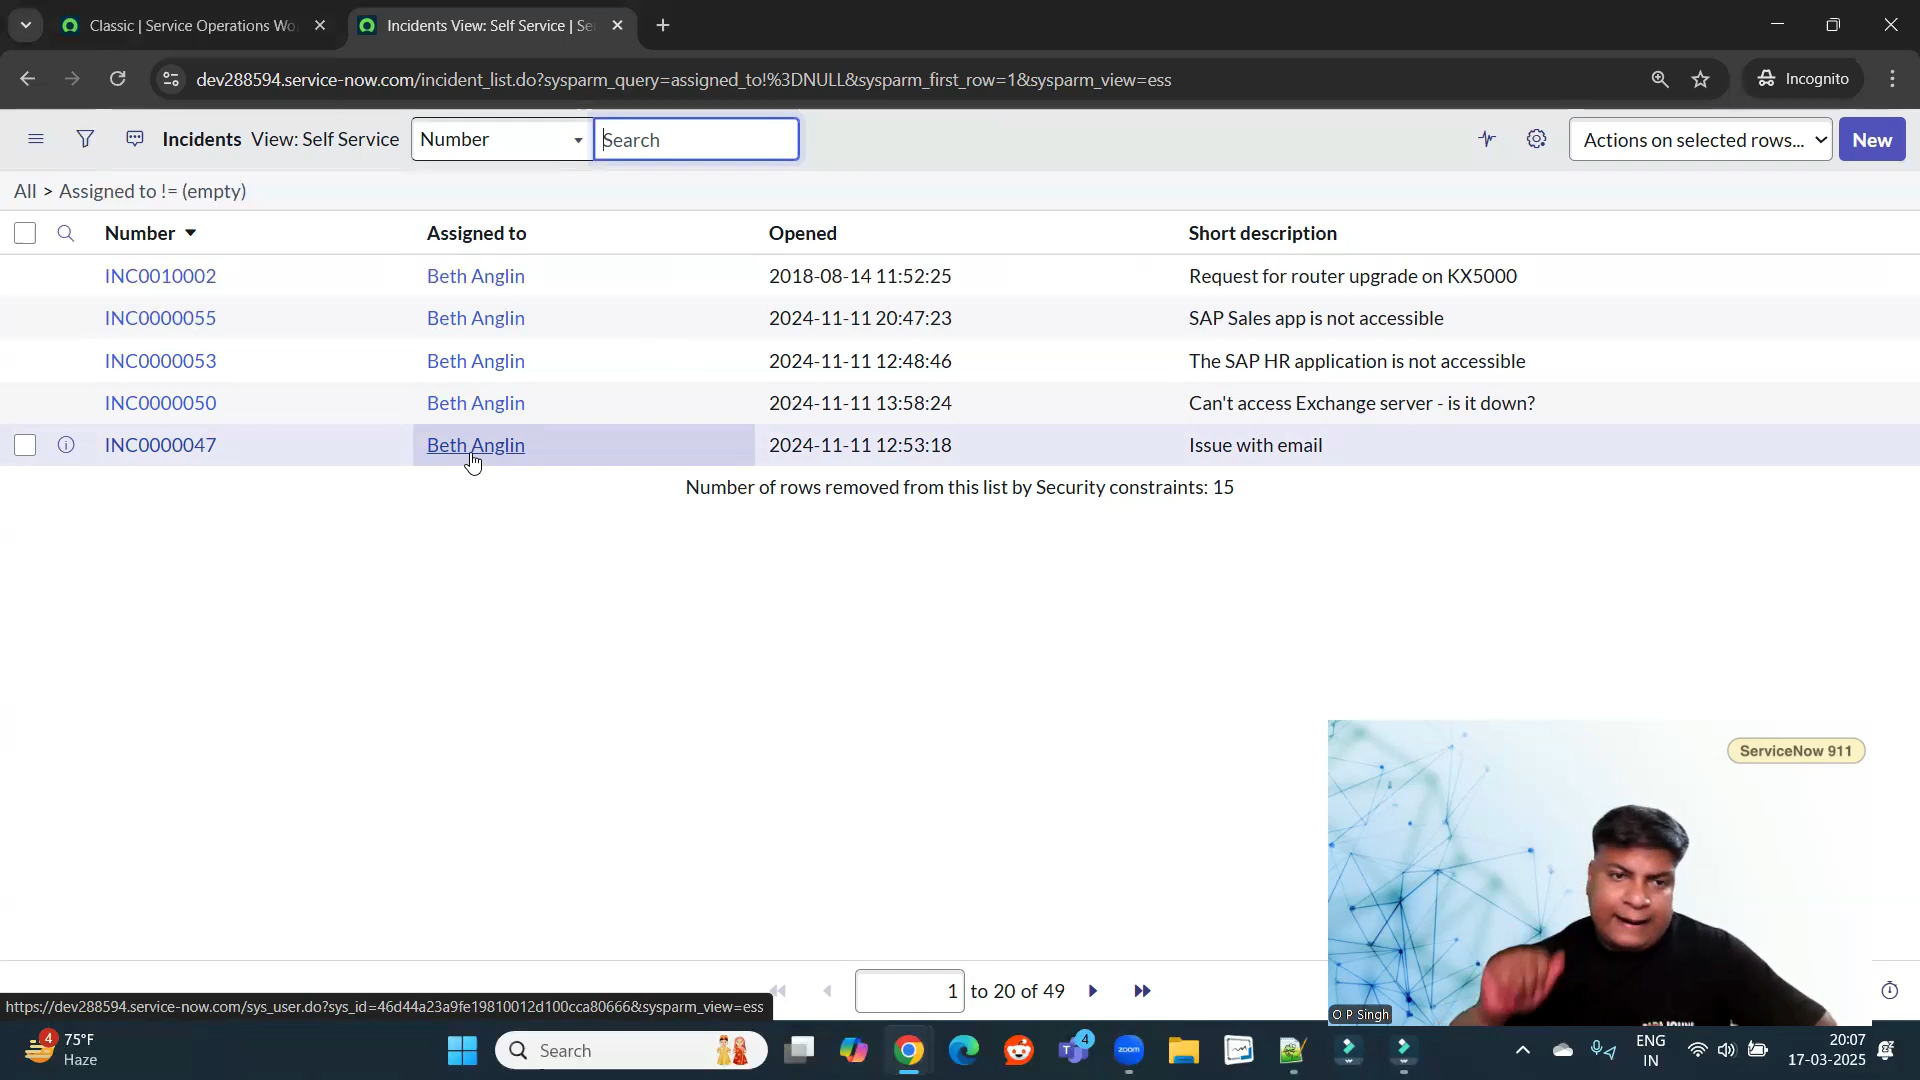 Classic | Service Operations Wo
Incidents View: Self Service | Se
dev288594.service-now.com/incident_list.do?sysparm_query=assigned_to!%3DNULL&sysparm_first_row=1&sysparm_view=ess
Incognito
Incidents View: Self Service
Number
Search
Actions on selected rows...
New
All > Assigned to != (empty)
Number Assigned to Opened Short description
INC0010002 Beth Anglin 2018-08-14 11:52:25 Request for router upgrade on KX5000
INC0000055 Beth Anglin 2024-11-11 20:47:23 SAP Sales app is not accessible
INC0000053 Beth Anglin 2024-11-11 12:48:46 The SAP HR application is not accessible
INC0000050 Beth Anglin 2024-11-11 13:58:24 Can't access Exchange server - is it down?
INC0000047 Beth Anglin 2024-11-11 12:53:18 Issue with email
Number of rows removed from this list by Security constraints: 15
ServiceNow 911
O P Singh
1 to 20 of 49
https://dev288594.service-now.com/sys_user.do?sys_id=46d44a23a9fe19810012d100cca80666&sysparm_view=ess
4
75°F
Haze
Search
4
zoom
ENG
IN
20:07
17-03-2025